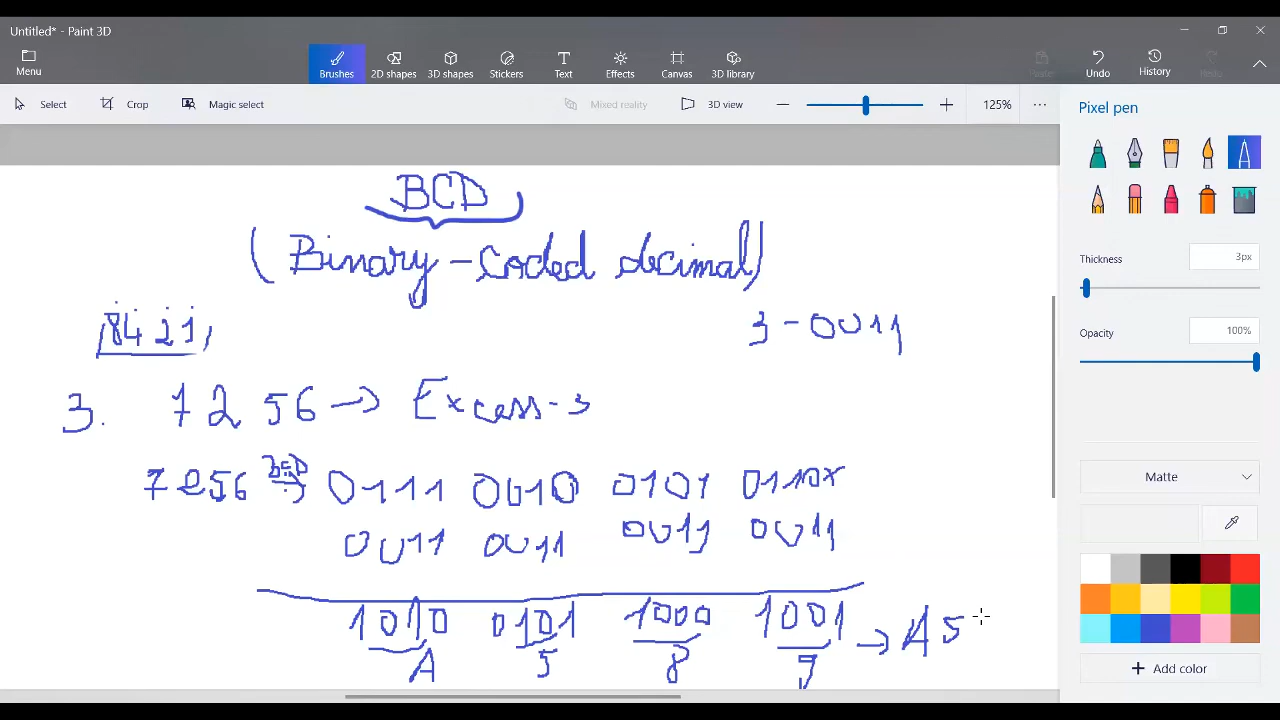 Untitled* - Paint 3D
Menu
Brushes
2D shapes
3D shapes
Stickers
Text
Effects
Canvas
3D library
Paste
Undo
History
Redo
Select
Crop
Magic select
Mixed reality
3D view
125%
Pixel pen
Thickness
3px
Opacity
100%
Matte
Add color
BCD
(Binary-coded decimal)
8421,
3-0011
3. 7256 → Excess-3
7256 BCD → 0111 0010 0101 0110
0011 0011 0011 0011
1010 0101 1000 1001 → A5
A 5 8 9